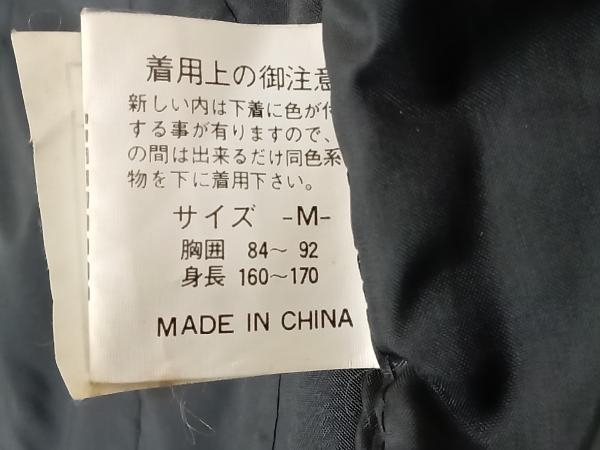 着用上の御注意
新しい内は下着に色が付
する事が有りますので、
の間は出来るだけ同色系
物を下に着用下さい。
サイズ -M-
胸囲 84～ 92
身長 160～170
MADE IN CHINA